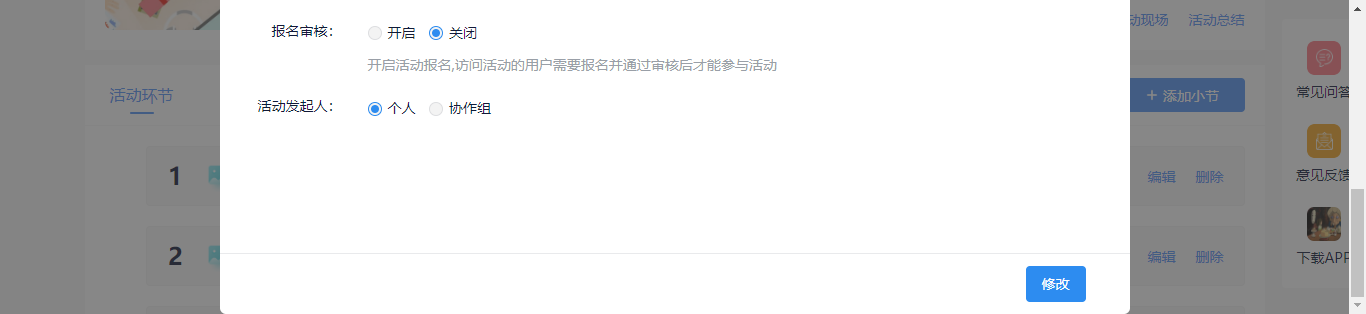 动现场 活动总结
报名审核： 开启 关闭
开启活动报名,访问活动的用户需要报名并通过审核后才能参与活动
常见问答
活动环节
+ 添加小节
活动发起人： 个人 协作组
1
编辑 删除
意见反馈
2
编辑 删除
下载APP
修改